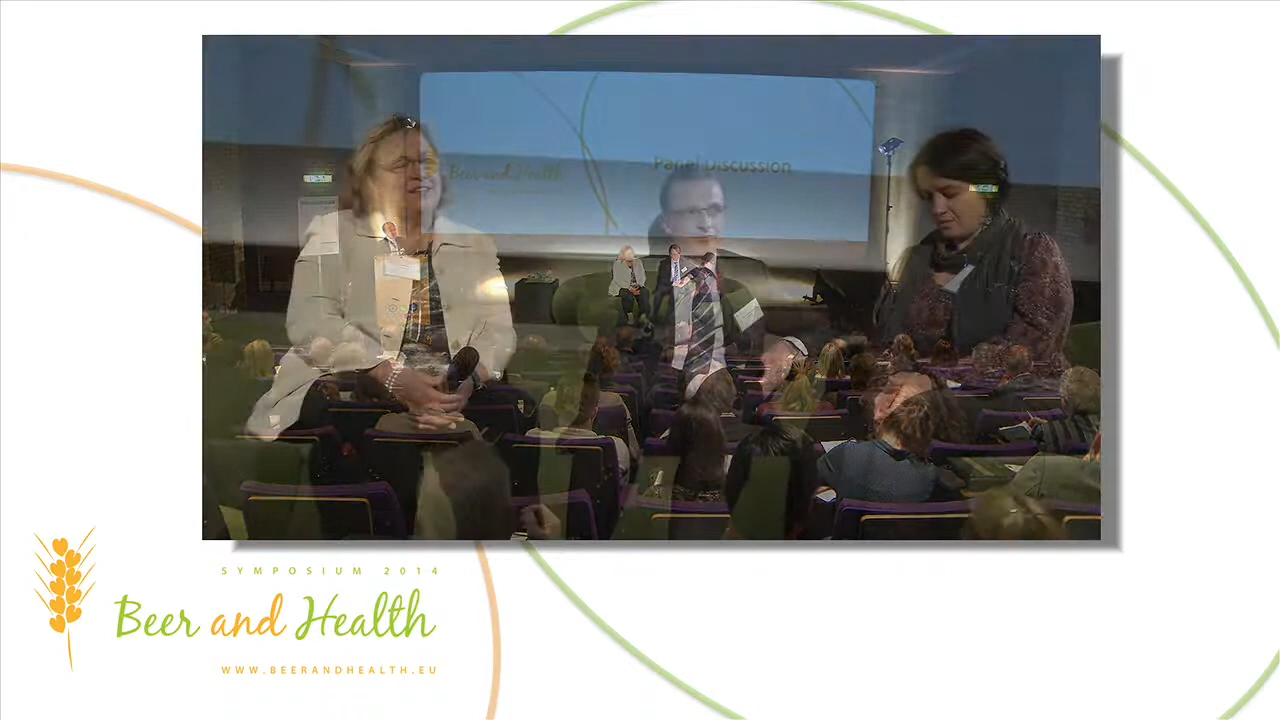 Panel Discussion
Beer and Health
SYMPOSIUM 2014
Beer and Health
WWW.BEERANDHEALTH.EU